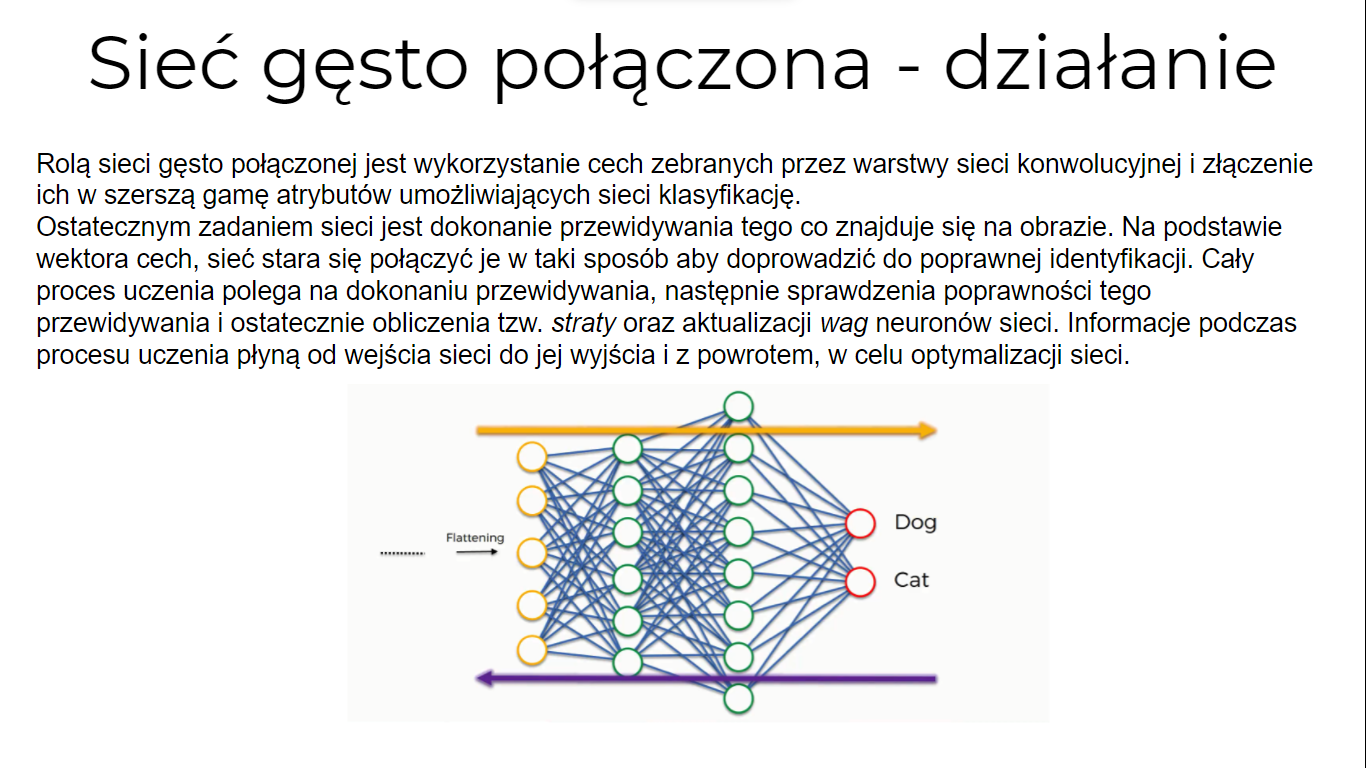 Sieć gęsto połączona - działanie
Rolą sieci gęsto połączonej jest wykorzystanie cech zebranych przez warstwy sieci konwolucyjnej i złączenie
ich w szerszą gamę atrybutów umożliwiających sieci klasyfikację.
Ostatecznym zadaniem sieci jest dokonanie przewidywania tego co znajduje się na obrazie. Na podstawie
wektora cech, sieć stara się połączyć je w taki sposób aby doprowadzić do poprawnej identyfikacji. Cały
proces uczenia polega na dokonaniu przewidywania, następnie sprawdzenia poprawności tego
przewidywania i ostatecznie obliczenia tzw. straty oraz aktualizacji wag neuronów sieci. Informacje podczas
procesu uczenia płyną od wejścia sieci do jej wyjścia i z powrotem, w celu optymalizacji sieci.
Flattening
Dog
Cat